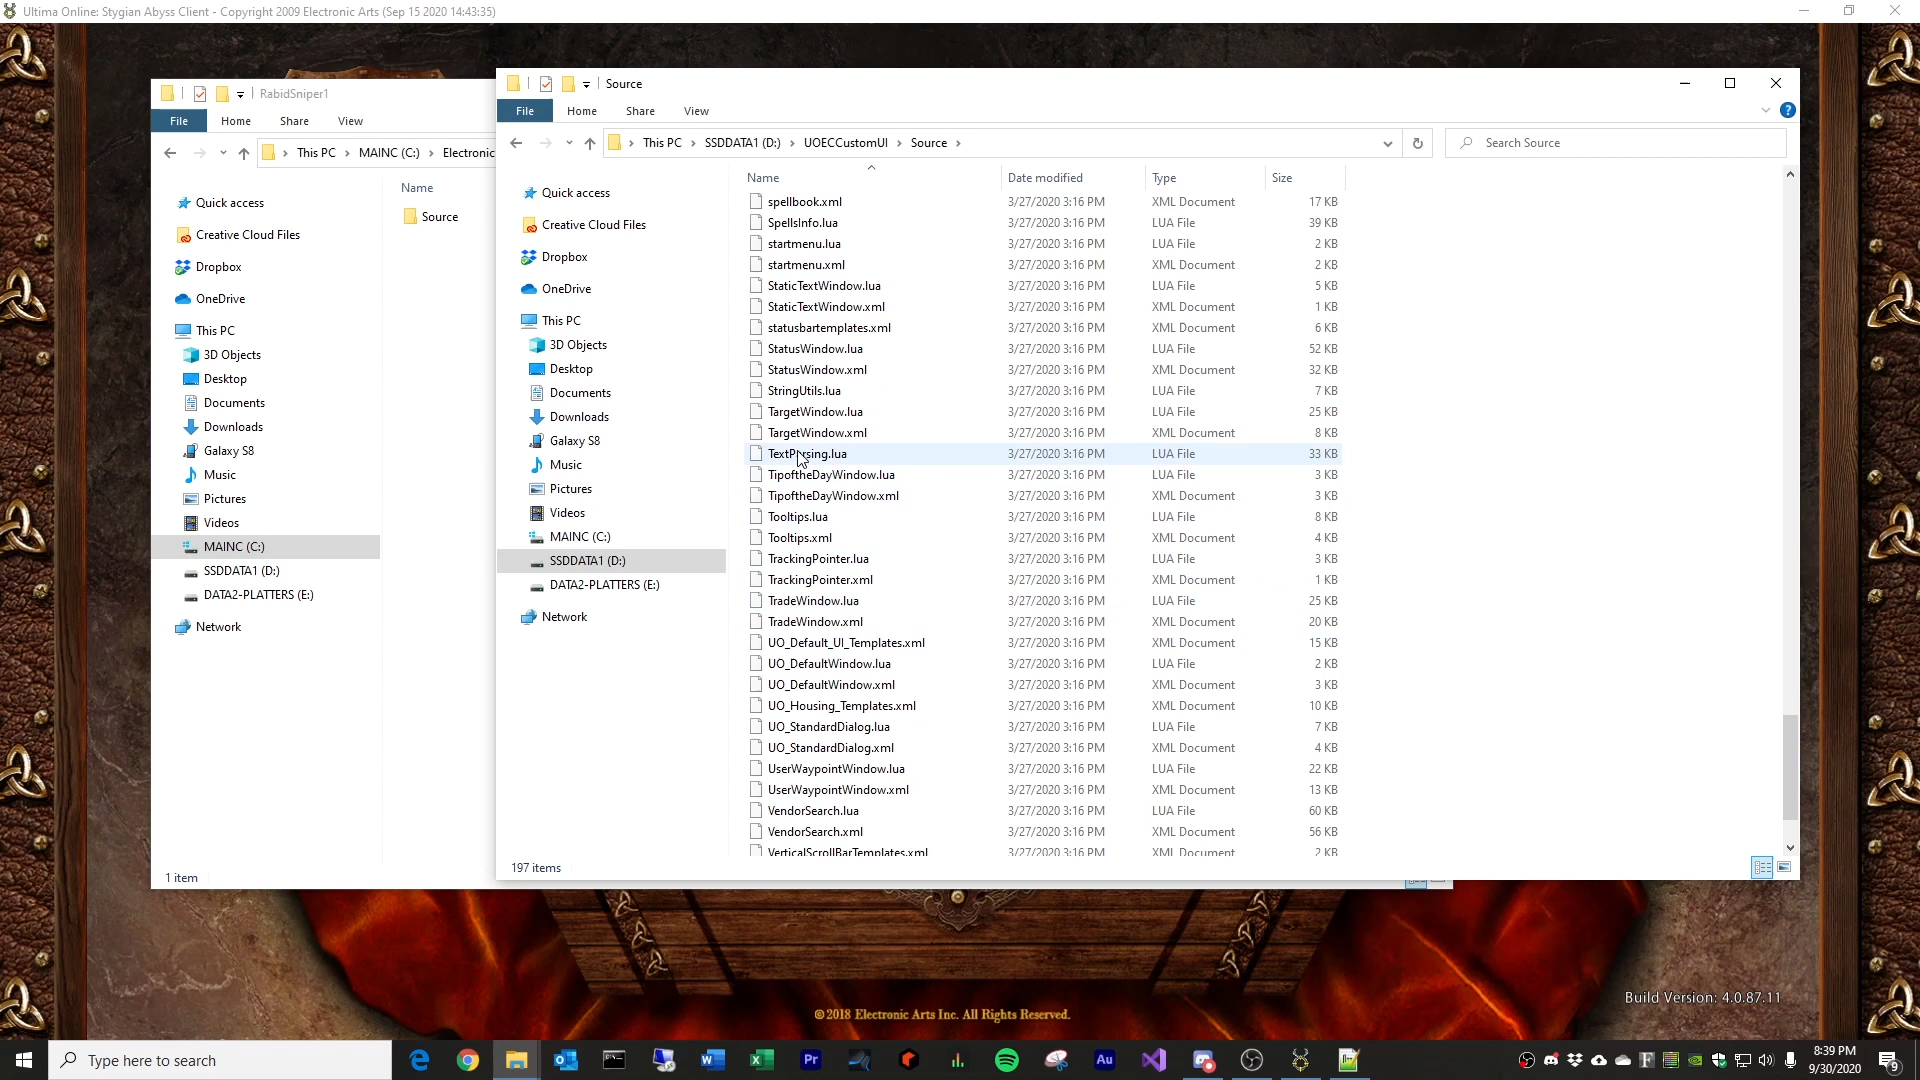 Ultima Online: Stygian Abyss Client - Copyright 2009 Electronic Arts (Sep 15 2020 14:43:35)
RabidSniper1
File Home Share View
This PC MAINC (C:) Electronic
Quick access
Creative Cloud Files
Dropbox
OneDrive
This PC
3D Objects
Desktop
Documents
Downloads
Galaxy S8
Music
Pictures
Videos
MAINC (C:)
SSDDATA1 (D:)
DATA2-PLATTERS (E:)
Network
Name
Source
1 item
Source
File Home Share View
This PC SSDDATA1 (D:) UOECCustomUI Source
Search Source
Quick access
Creative Cloud Files
Dropbox
OneDrive
This PC
3D Objects
Desktop
Documents
Downloads
Galaxy S8
Music
Pictures
Videos
MAINC (C:)
SSDDATA1 (D:)
DATA2-PLATTERS (E:)
Network
Name Date modified Type Size
spellbook.xml 3/27/2020 3:16 PM XML Document 17 KB
SpellsInfo.lua 3/27/2020 3:16 PM LUA File 39 KB
startmenu.lua 3/27/2020 3:16 PM LUA File 2 KB
startmenu.xml 3/27/2020 3:16 PM XML Document 2 KB
StaticTextWindow.lua 3/27/2020 3:16 PM LUA File 5 KB
StaticTextWindow.xml 3/27/2020 3:16 PM XML Document 1 KB
statusbartemplates.xml 3/27/2020 3:16 PM XML Document 6 KB
StatusWindow.lua 3/27/2020 3:16 PM LUA File 52 KB
StatusWindow.xml 3/27/2020 3:16 PM XML Document 32 KB
StringUtils.lua 3/27/2020 3:16 PM LUA File 7 KB
TargetWindow.lua 3/27/2020 3:16 PM LUA File 25 KB
TargetWindow.xml 3/27/2020 3:16 PM XML Document 8 KB
TextParsing.lua 3/27/2020 3:16 PM LUA File 33 KB
TipoftheDayWindow.lua 3/27/2020 3:16 PM LUA File 3 KB
TipoftheDayWindow.xml 3/27/2020 3:16 PM XML Document 3 KB
Tooltips.lua 3/27/2020 3:16 PM LUA File 8 KB
Tooltips.xml 3/27/2020 3:16 PM XML Document 4 KB
TrackingPointer.lua 3/27/2020 3:16 PM LUA File 3 KB
TrackingPointer.xml 3/27/2020 3:16 PM XML Document 1 KB
TradeWindow.lua 3/27/2020 3:16 PM LUA File 25 KB
TradeWindow.xml 3/27/2020 3:16 PM XML Document 20 KB
UO_Default_UI_Templates.xml 3/27/2020 3:16 PM XML Document 15 KB
UO_DefaultWindow.lua 3/27/2020 3:16 PM LUA File 2 KB
UO_DefaultWindow.xml 3/27/2020 3:16 PM XML Document 3 KB
UO_Housing_Templates.xml 3/27/2020 3:16 PM XML Document 10 KB
UO_StandardDialog.lua 3/27/2020 3:16 PM LUA File 7 KB
UO_StandardDialog.xml 3/27/2020 3:16 PM XML Document 4 KB
UserWaypointWindow.lua 3/27/2020 3:16 PM LUA File 22 KB
UserWaypointWindow.xml 3/27/2020 3:16 PM XML Document 13 KB
VendorSearch.lua 3/27/2020 3:16 PM LUA File 60 KB
VendorSearch.xml 3/27/2020 3:16 PM XML Document 56 KB
VerticalScrollBarTemplates.xml 3/27/2020 3:16 PM XML Document 2 KB
197 items
Build Version: 4.0.87.11
©2018 Electronic Arts Inc. All Rights Reserved.
Type here to search
Pr
Au
8:39 PM
9/30/2020
9